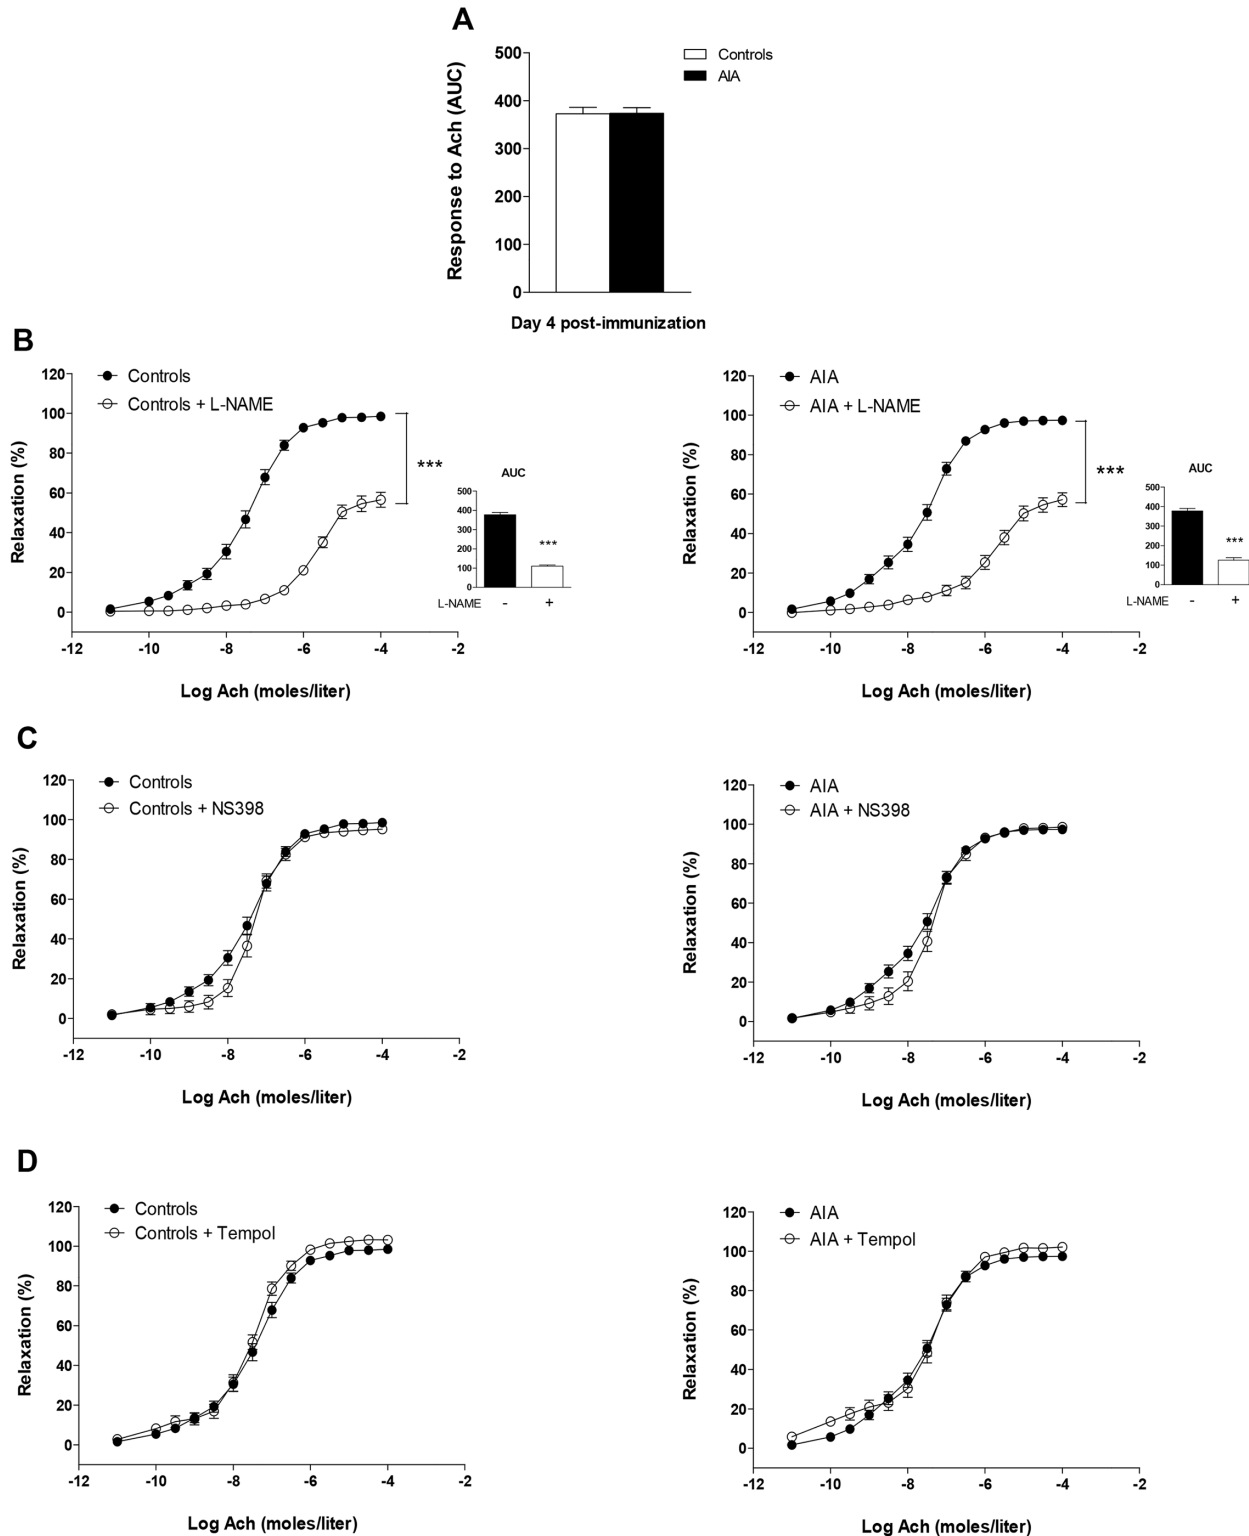 A
Response to Ach (AUC)
500
400
300
200
100
0
Controls
AIA
Day 4 post-immunization
B
Relaxation (%)
120
100
80
60
40
20
0
Controls
Controls + L-NAME
***
-12 -10 -8 -6 -4 -2
Log Ach (moles/liter)
AUC
500
400
300
200
100
0
***
L-NAME - +
Relaxation (%)
120
100
80
60
40
20
0
AIA
AIA + L-NAME
***
-12 -10 -8 -6 -4 -2
Log Ach (moles/liter)
AUC
500
400
300
200
100
0
***
L-NAME - +
C
Relaxation (%)
120
100
80
60
40
20
0
Controls
Controls + NS398
-12 -10 -8 -6 -4 -2
Log Ach (moles/liter)
Relaxation (%)
120
100
80
60
40
20
0
AIA
AIA + NS398
-12 -10 -8 -6 -4 -2
Log Ach (moles/liter)
D
Relaxation (%)
120
100
80
60
40
20
0
Controls
Controls + Tempol
-12 -10 -8 -6 -4 -2
Log Ach (moles/liter)
Relaxation (%)
120
100
80
60
40
20
0
AIA
AIA + Tempol
-12 -10 -8 -6 -4 -2
Log Ach (moles/liter)